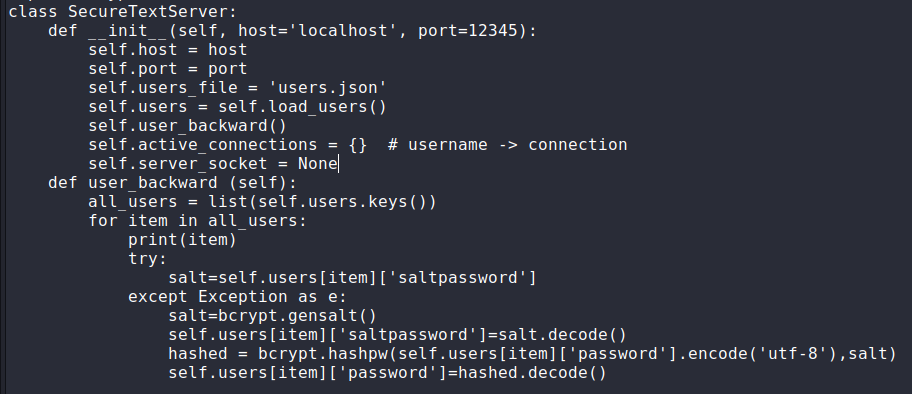 class SecureTextServer:
    def __init__(self, host='localhost', port=12345):
        self.host = host
        self.port = port
        self.users_file = 'users.json'
        self.users = self.load_users()
        self.user_backward()
        self.active_connections = {}  # username -> connection
        self.server_socket = None
    def user_backward (self):
        all_users = list(self.users.keys())
        for item in all_users:
            print(item)
            try:
                salt=self.users[item]['saltpassword']
            except Exception as e:
                salt=bcrypt.gensalt()
                self.users[item]['saltpassword']=salt.decode()
                hashed = bcrypt.hashpw(self.users[item]['password'].encode('utf-8'),salt)
                self.users[item]['password']=hashed.decode()